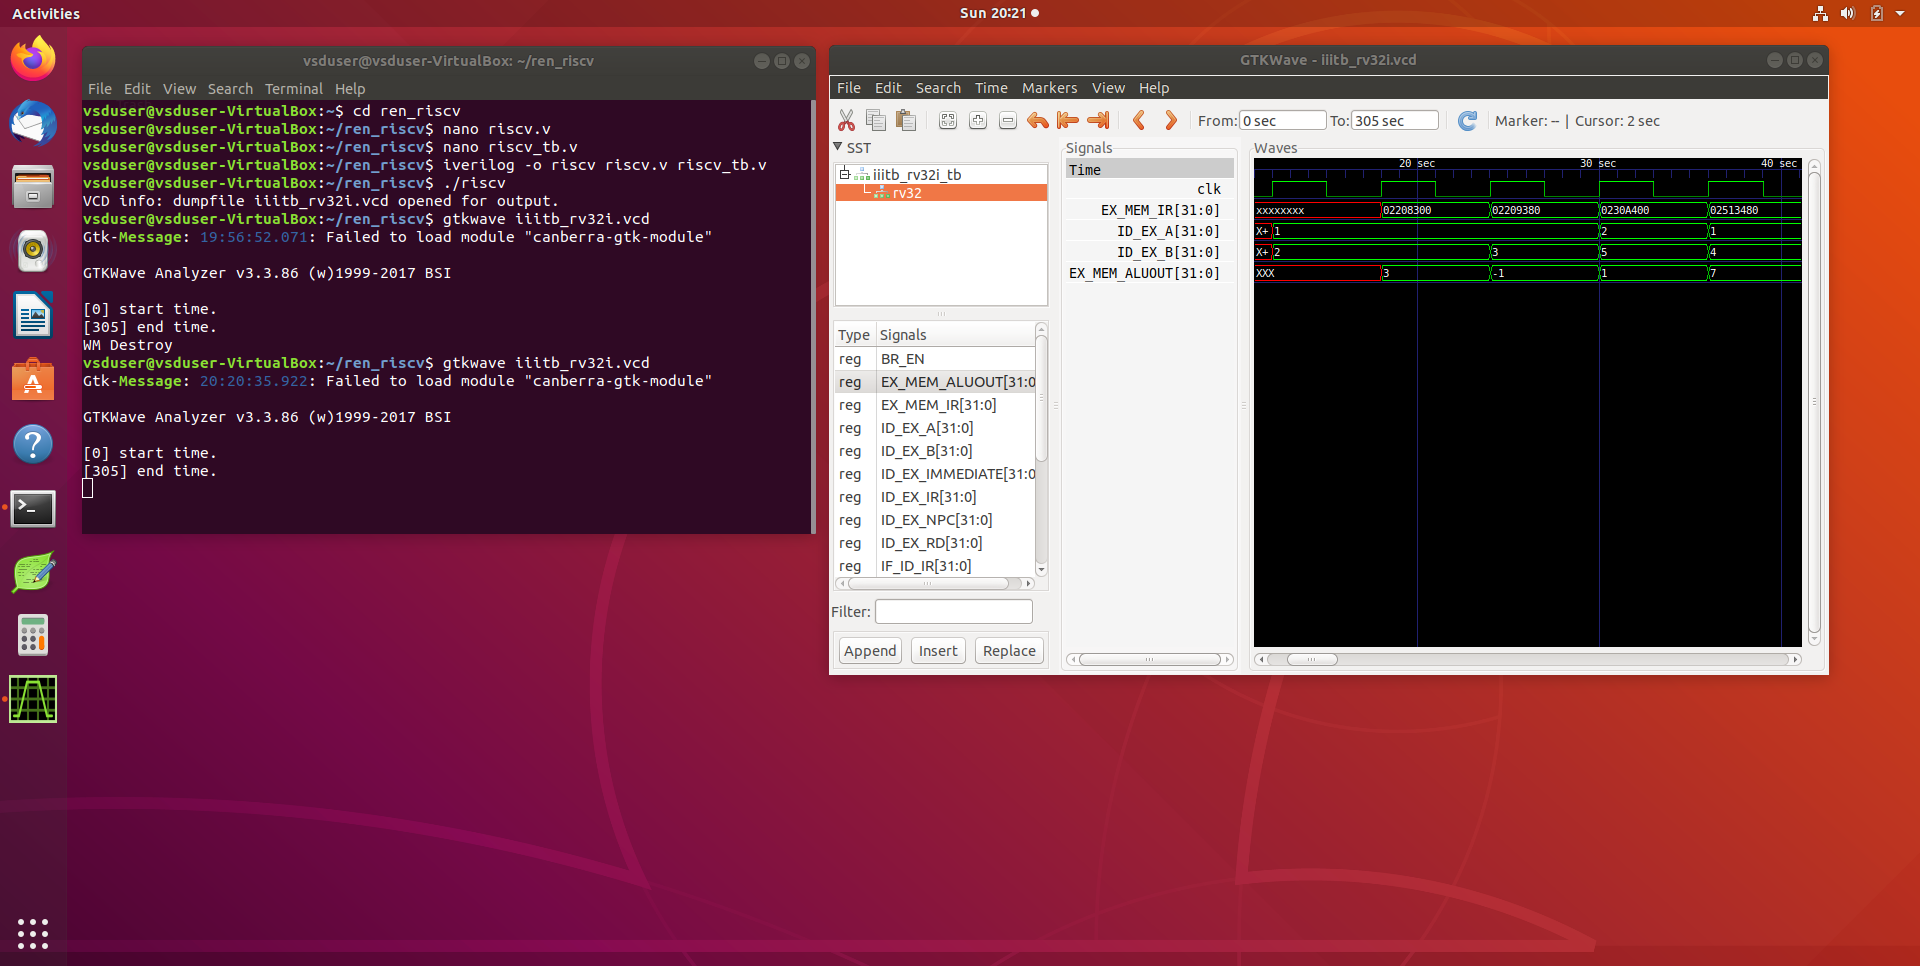 Activities
Sun 20:21
vsduser@vsduser-VirtualBox: ~/ren_riscv
File Edit View Search Terminal Help
vsduser@vsduser-VirtualBox:~$ cd ren_riscv
vsduser@vsduser-VirtualBox:~/ren_riscv$ nano riscv.v
vsduser@vsduser-VirtualBox:~/ren_riscv$ nano riscv_tb.v
vsduser@vsduser-VirtualBox:~/ren_riscv$ iverilog -o riscv riscv.v riscv_tb.v
vsduser@vsduser-VirtualBox:~/ren_riscv$ ./riscv
VCD info: dumpfile iiitb_rv32i.vcd opened for output.
vsduser@vsduser-VirtualBox:~/ren_riscv$ gtkwave iiitb_rv32i.vcd
Gtk-Message: 19:56:52.071: Failed to load module "canberra-gtk-module"
GTKWave Analyzer v3.3.86 (w)1999-2017 BSI
[0] start time.
[305] end time.
WM Destroy
vsduser@vsduser-VirtualBox:~/ren_riscv$ gtkwave iiitb_rv32i.vcd
Gtk-Message: 20:20:35.922: Failed to load module "canberra-gtk-module"
GTKWave Analyzer v3.3.86 (w)1999-2017 BSI
[0] start time.
[305] end time.
GTKWave - iiitb_rv32i.vcd
File Edit Search Time Markers View Help
From: 0 sec To: 305 sec Marker: -- | Cursor: 2 sec
SST
iiitb_rv32i_tb
rv32
Type Signals
reg BR_EN
reg EX_MEM_ALUOUT[31:0
reg EX_MEM_IR[31:0]
reg ID_EX_A[31:0]
reg ID_EX_B[31:0]
reg ID_EX_IMMEDIATE[31:0
reg ID_EX_IR[31:0]
reg ID_EX_NPC[31:0]
reg ID_EX_RD[31:0]
reg IF_ID_IR[31:0]
Filter:
Append Insert Replace
Signals
Time
clk
EX_MEM_IR[31:0]
ID_EX_A[31:0]
ID_EX_B[31:0]
EX_MEM_ALUOUT[31:0]
Waves
20 sec 30 sec 40 sec
xxxxxxxx 02208300 02209380 0230A400 02513480
X+ 1 2 1
X+ 2 3 5 4
XXX 3 -1 1 7